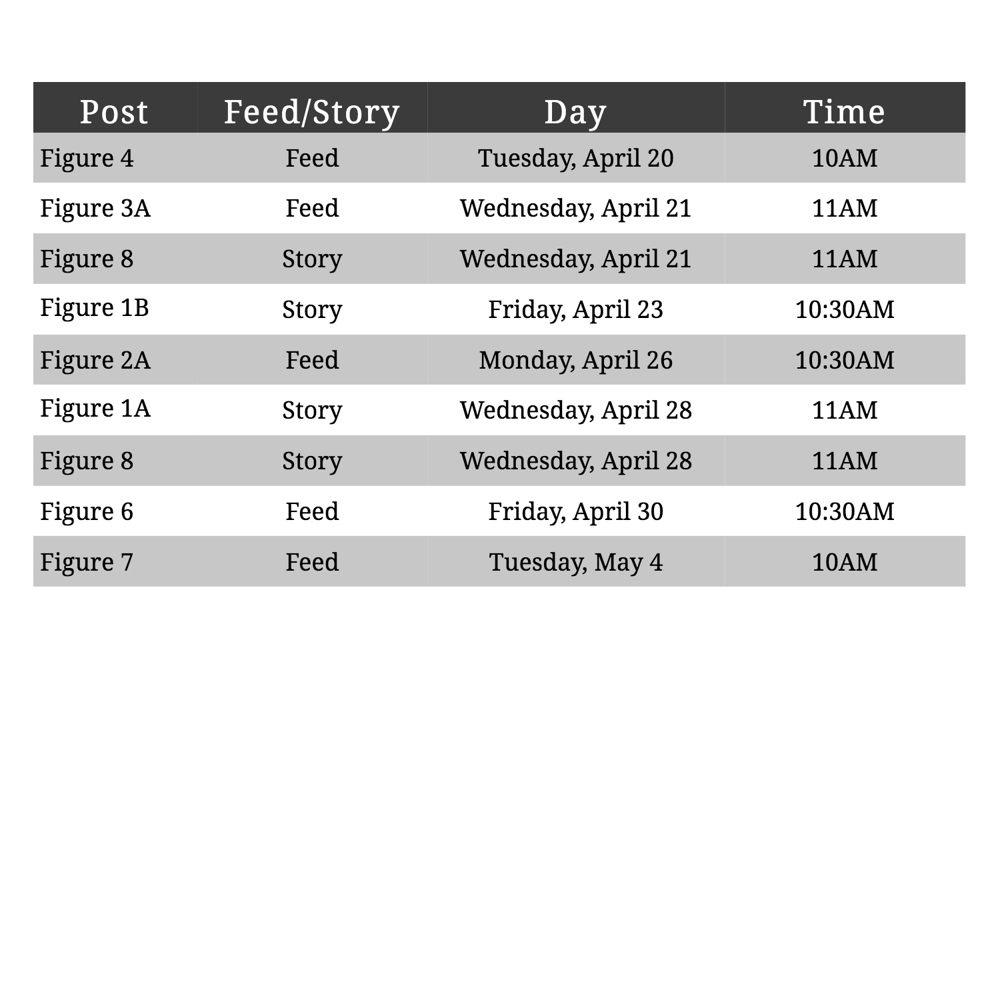 Post Feed/Story Day Time
Figure 4 Feed Tuesday, April 20 10AM
Figure 3A Feed Wednesday, April 21 11AM
Figure 8 Story Wednesday, April 21 11AM
Figure 1B Story Friday, April 23 10:30AM
Figure 2A Feed Monday, April 26 10:30AM
Figure 1A Story Wednesday, April 28 11AM
Figure 8 Story Wednesday, April 28 11AM
Figure 6 Feed Friday, April 30 10:30AM
Figure 7 Feed Tuesday, May 4 10AM